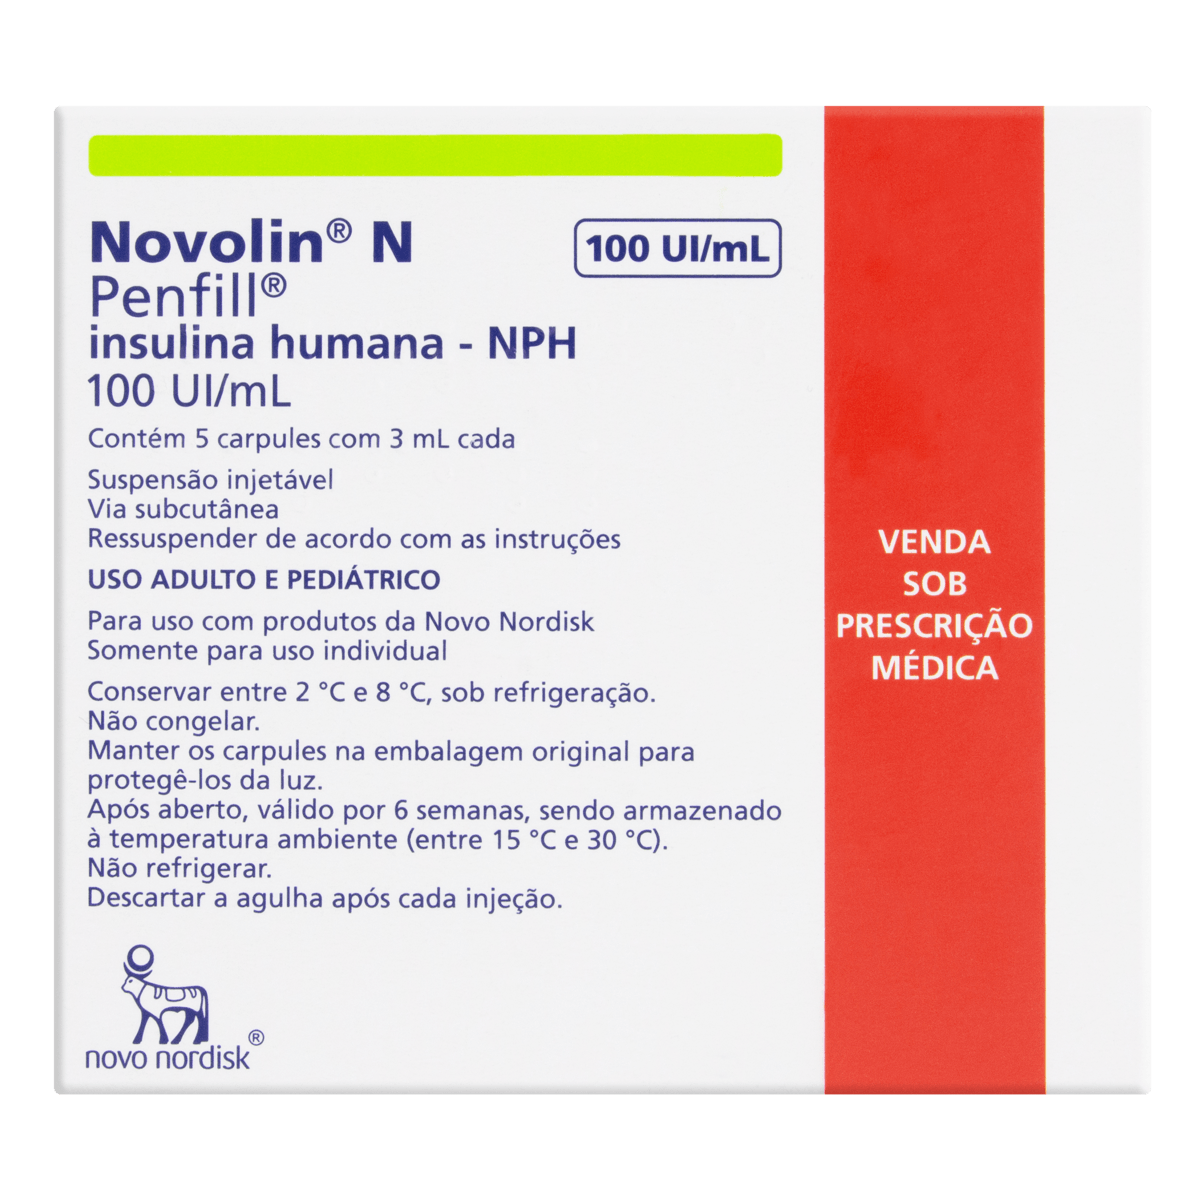 Novolin® N
100 UI/mL
Penfill®
insulina humana - NPH
100 UI/mL
Contém 5 carpules com 3 mL cada
Suspensão injetável
Via subcutânea
Ressuspender de acordo com as instruções
USO ADULTO E PEDIÁTRICO
Para uso com produtos da Novo Nordisk
Somente para uso individual
Conservar entre 2 °C e 8 °C, sob refrigeração.
Não congelar.
Manter os carpules na embalagem original para
protegê-los da luz.
Após aberto, válido por 6 semanas, sendo armazenado
à temperatura ambiente (entre 15 °C e 30 °C).
Não refrigerar.
Descartar a agulha após cada injeção.
novo nordisk®
VENDA
SOB
PRESCRIÇÃO
MÉDICA